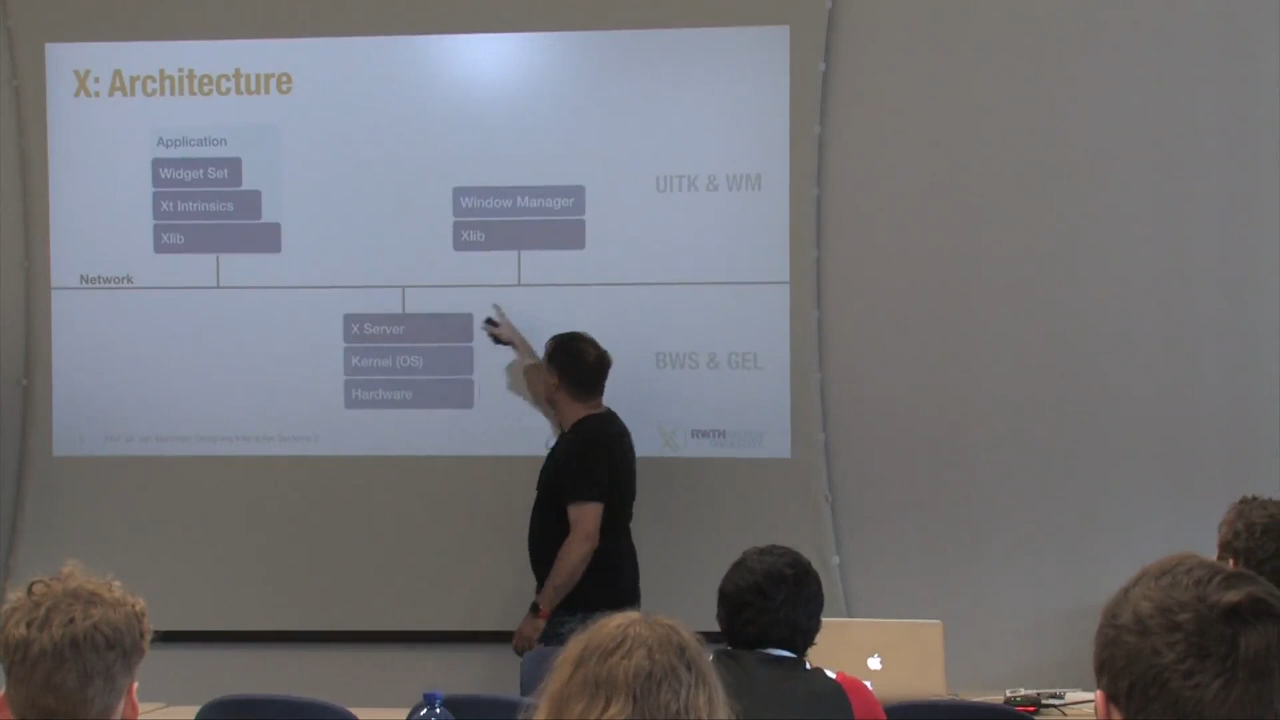 X: Architecture
Application
Widget Set
Xt Intrinsics
Xlib
Window Manager
Xlib
UITK & WM
Network
X Server
Kernel (OS)
Hardware
BWS & GEL
RWTH